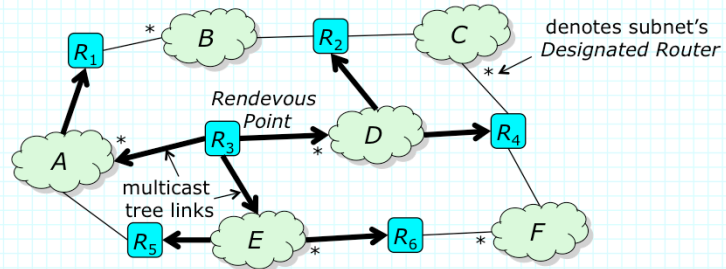 R1
*
B
R2
C
denotes subnet's
Designated Router
*
Rendevous
Point
A
*
R3
*
D
R4
multicast
tree links
R5
E
*
R6
*
F